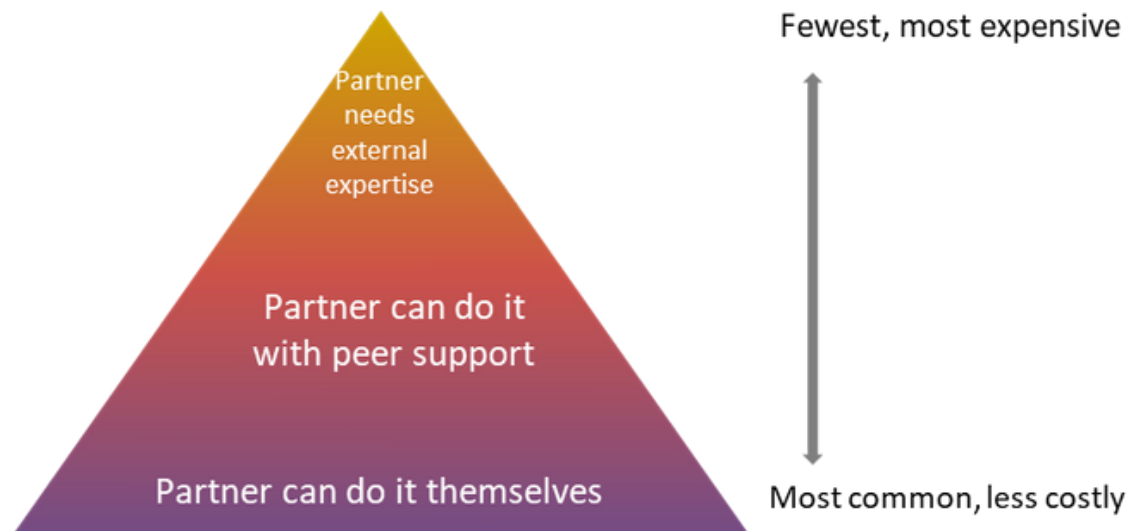 Fewest, most expensive
Partner
needs
external
expertise
Partner can do it
with peer support
Partner can do it themselves
Most common, less costly